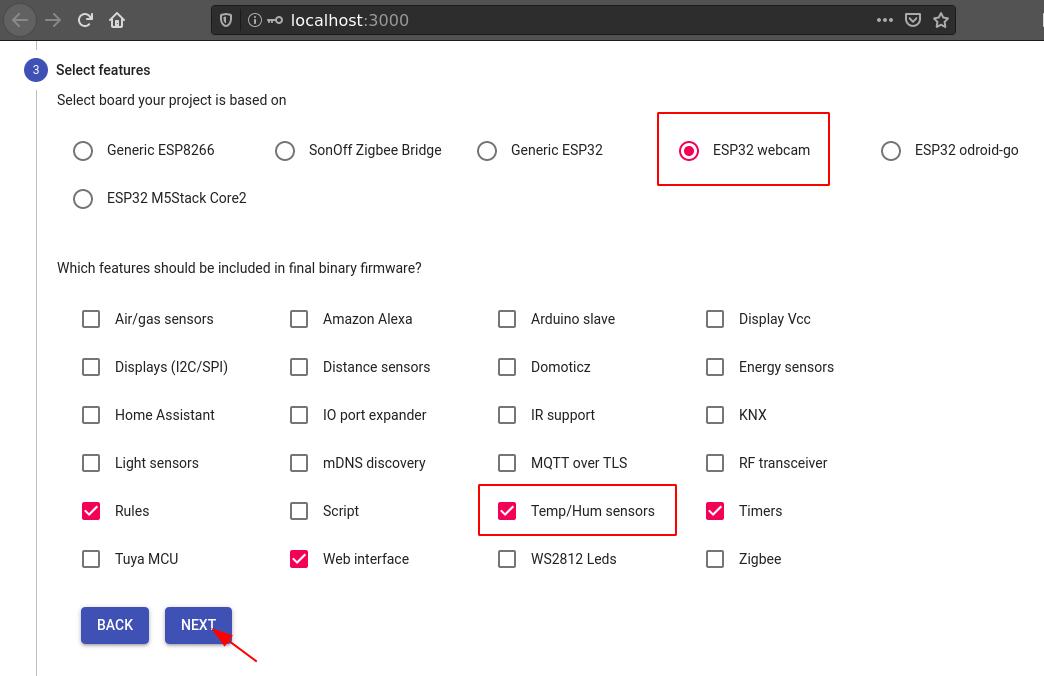 localhost:3000
3 Select features
Select board your project is based on
Generic ESP8266 SonOff Zigbee Bridge Generic ESP32 ESP32 webcam ESP32 odroid-go
ESP32 M5Stack Core2
Which features should be included in final binary firmware?
Air/gas sensors Amazon Alexa Arduino slave Display Vcc
Displays (I2C/SPI) Distance sensors Domoticz Energy sensors
Home Assistant IO port expander IR support KNX
Light sensors mDNS discovery MQTT over TLS RF transceiver
Rules Script Temp/Hum sensors Timers
Tuya MCU Web interface WS2812 Leds Zigbee
BACK NEXT